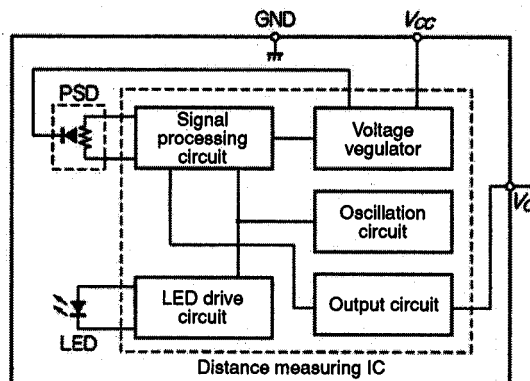 GND
VCC
PSD
Signal
processing
circuit
Voltage
vegulator
Oscillation
circuit
LED drive
circuit
Output circuit
LED
Distance measuring IC